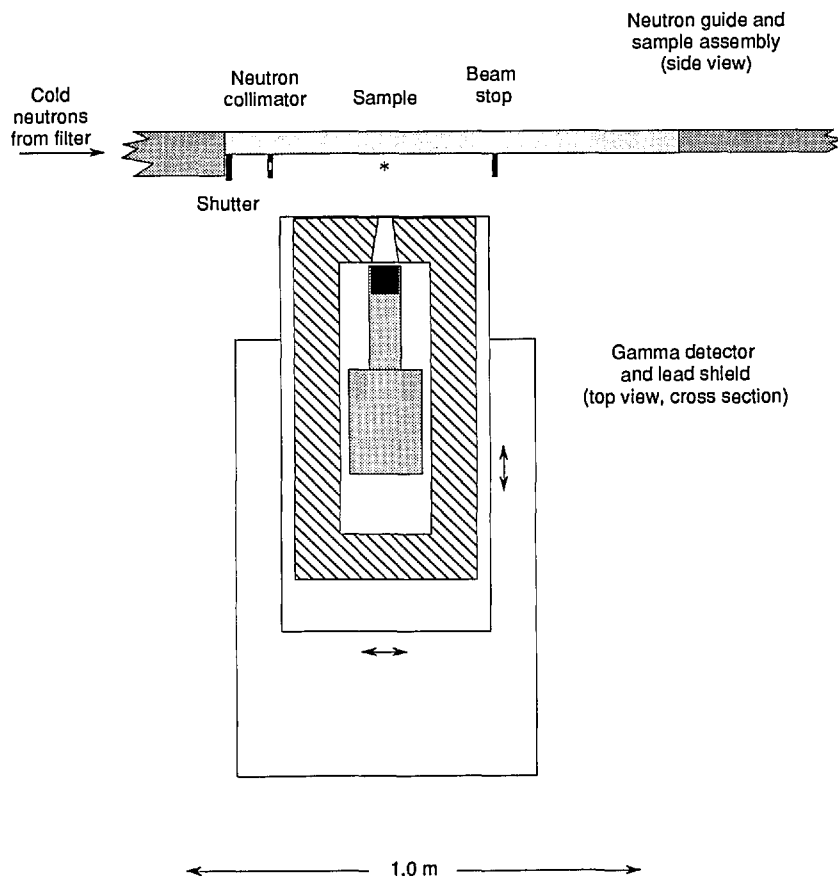 Neutron guide and
sample assembly
(side view)
Neutron
collimator
Sample
Beam
stop
Cold
neutrons
from filter
*
Shutter
Gamma detector
and lead shield
(top view, cross section)
1.0 m